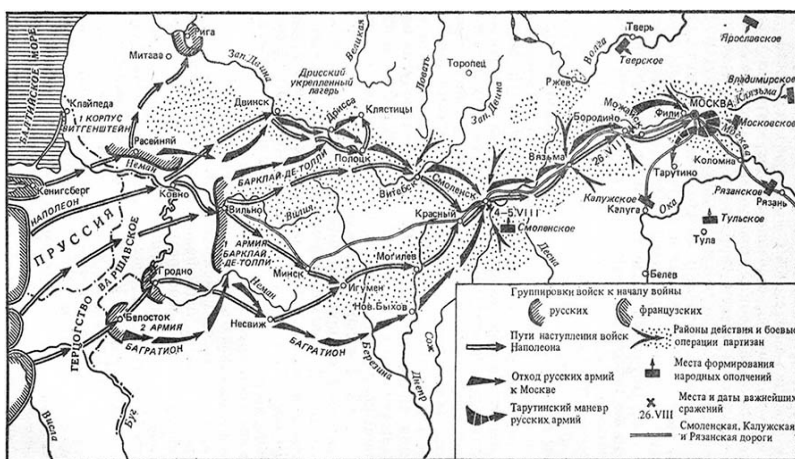 БАЛТИЙСКОЕ МОРЕ
Рига
Митава
Зап. Двина
Великая
Ловать
Торопец
Зап. Двина
Ржев
Волга
Тверь
Тверское
Ярославское
Владимирское
Клязьма
МОСКВА
Московское
Можайск
Фили
Бородино
26.VIII
Москва
Коломна
Тарутино
Рязанское
Рязань
Калужское
Калуга
Ока
Тульское
Тула
Белев
Вязьма
Дрисский
укрепленный
лагерь
Двинск
Дрисса
Клястицы
Полоцк
Клайпеда
1 КОРПУС
ВИТГЕНШТЕЙН
Расейняй
Неман
Кенигсберг
НАПОЛЕОН
Ковно
БАРКЛАЙ-ДЕ-ТОЛЛИ
Витебск
Смоленск
4-5.VIII
Смоленское
Красный
Десна
Вильно
Вилия
ПРУССИЯ
1 АРМИЯ
БАРКЛАЙ-
ДЕ-ТОЛЛИ
Минск
Могилев
Игумен
Гродно
Неман
ГЕРЦОГСТВО ВАРШАВСКОЕ
Белосток
2 АРМИЯ
БАГРАТИОН
Несвиж
БАГРАТИОН
Нов. Быхов
Березина
Днепр
Сож
Висла
Буг
Группировки войск к началу войны
русских
французских
Пути наступления войск
Наполеона
Отход русских армий
к Москве
Тарутинский маневр
русских армий
Районы действия и боевые
операции партизан
Места формирования
народных ополчений
26.VIII
Места и даты важнейших
сражений
Смоленская, Калужская
и Рязанская дороги